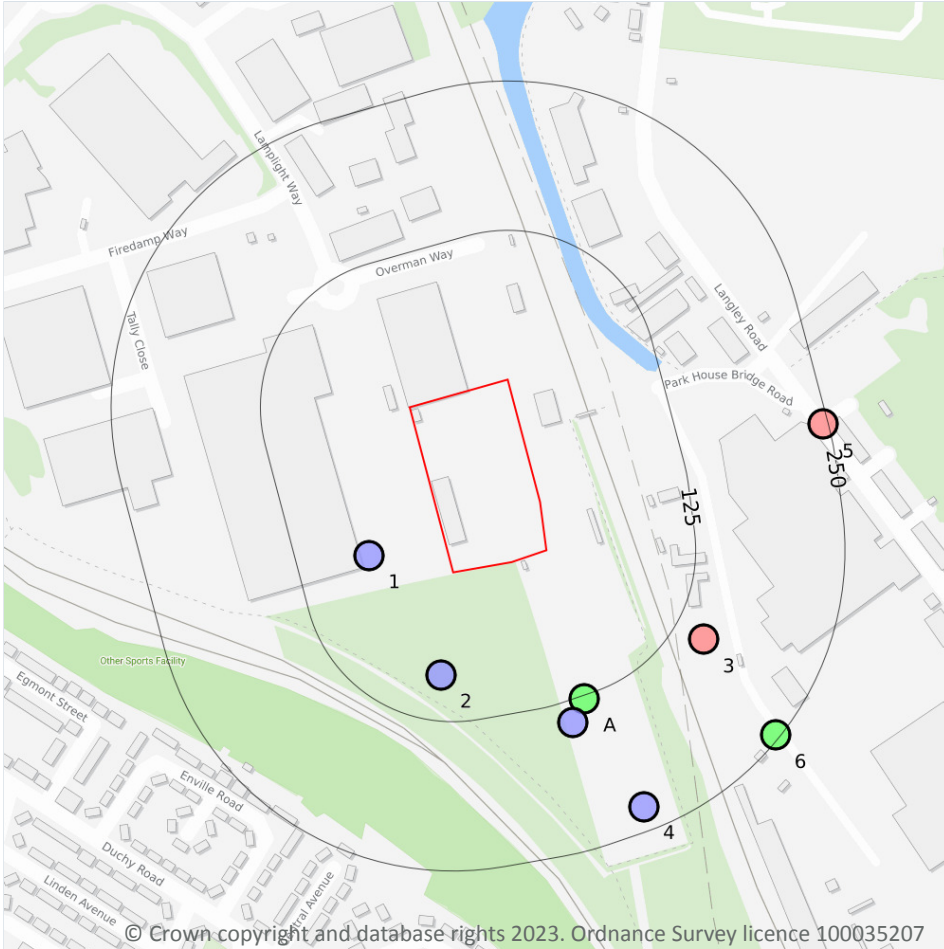 Lamplight Way
Firedamp Way
Overman Way
Tally Close
Langley Road
Park House Bridge Road
5
250
125
1
3
Other Sports Facility
2
A
Egmont Street
6
Enville Road
4
Duchy Road
Linden Avenue
tral Avenue
© Crown copyright and database rights 2023. Ordnance Survey licence 100035207